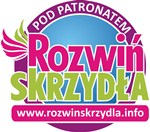 POD PATRONATEM
Rozwiń
SKRZYDŁA
www.rozwinskrzydla.info